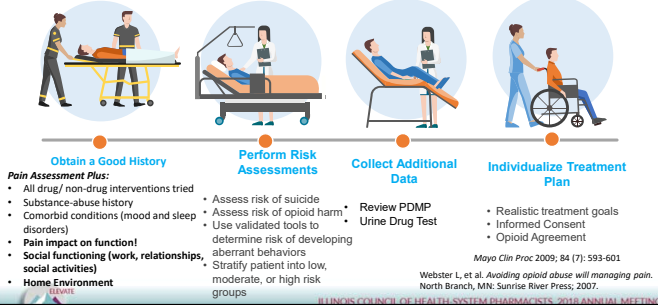 Obtain a Good History
Pain Assessment Plus:
• All drug/ non-drug interventions tried
• Substance-abuse history
• Comorbid conditions (mood and sleep
disorders)
• Pain impact on function!
• Social functioning (work, relationships,
social activities)
• Home Environment
Perform Risk
Assessments
• Assess risk of suicide
• Assess risk of opioid harm
• Use validated tools to
determine risk of developing
aberrant behaviors
• Stratify patient into low,
moderate, or high risk
groups
Collect Additional
Data
• Review PDMP
• Urine Drug Test
Individualize Treatment
Plan
• Realistic treatment goals
• Informed Consent
• Opioid Agreement
Mayo Clin Proc 2009; 84 (7): 593-601
Webster L, et al. Avoiding opioid abuse will managing pain.
North Branch, MN: Sunrise River Press; 2007.
ELEVATE
ILLINOIS COUNCIL OF HEALTH-SYSTEM PHARMACISTS 2018 ANNUAL MEETING